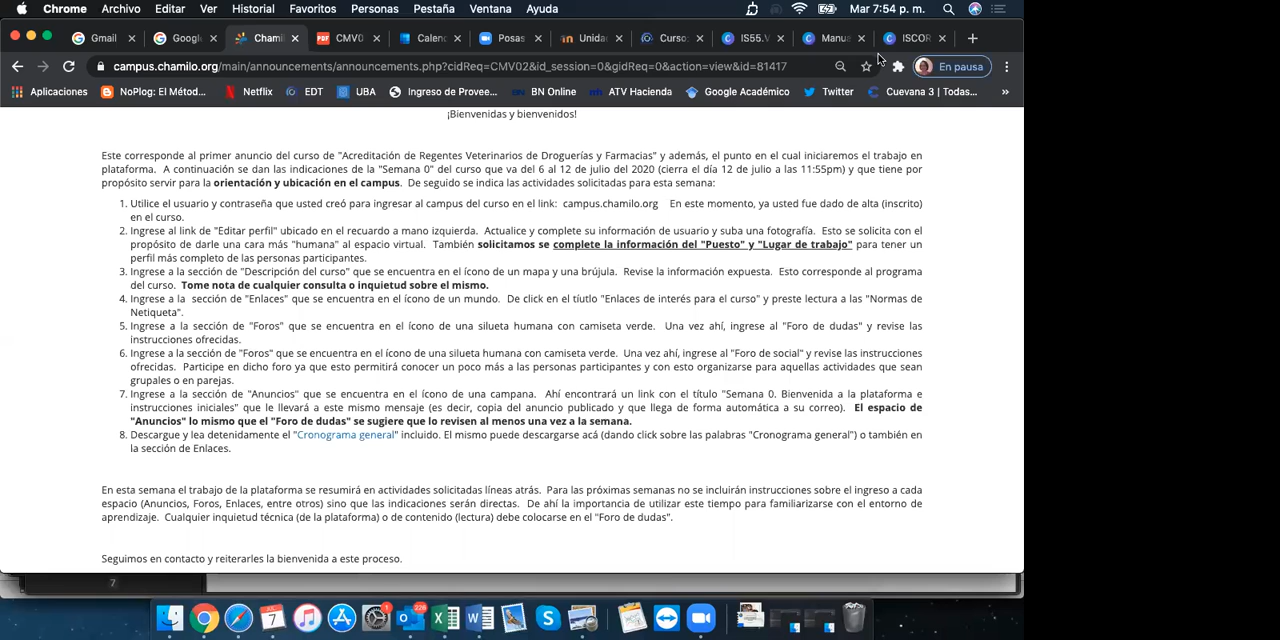 Chrome Archivo Editar Ver Historial Favoritos Personas Pestaña Ventana Ayuda Mar 7:54 p. m.
Gmail Google Chami CMV0 Calen Posas Unida Curso: IS55.V Manua ISCOR
campus.chamilo.org/main/announcements/announcements.php?cidReq=CMV02&id_session=0&gidReq=0&action=view&id=81417 En pausa
Aplicaciones NoPlog: El Métod... Netflix EDT UBA Ingreso de Provee... BN Online ATV Hacienda Google Académico Twitter Cuevana 3 | Todas... »
¡Bienvenidas y bienvenidos!
Este corresponde al primer anuncio del curso de "Acreditación de Regentes Veterinarios de Droguerías y Farmacias" y además, el punto en el cual iniciaremos el trabajo en
plataforma. A continuación se dan las indicaciones de la "Semana 0" del curso que va del 6 al 12 de julio del 2020 (cierra el día 12 de julio a las 11:55pm) y que tiene por
propósito servir para la orientación y ubicación en el campus. De seguido se indica las actividades solicitadas para esta semana:
1. Utilice el usuario y contraseña que usted creó para ingresar al campus del curso en el link: campus.chamilo.org En este momento, ya usted fue dado de alta (inscrito)
en el curso.
2. Ingrese al link de "Editar perfil" ubicado en el recuardo a mano izquierda. Actualice y complete su información de usuario y suba una fotografía. Esto se solicita con el
propósito de darle una cara más "humana" al espacio virtual. También solicitamos se complete la información del "Puesto" y "Lugar de trabajo" para tener un
perfil más completo de las personas participantes.
3. Ingrese a la sección de "Descripción del curso" que se encuentra en el ícono de un mapa y una brújula. Revise la información expuesta. Esto corresponde al programa
del curso. Tome nota de cualquier consulta o inquietud sobre el mismo.
4. Ingrese a la sección de "Enlaces" que se encuentra en el ícono de un mundo. De click en el tíutlo "Enlaces de interés para el curso" y preste lectura a las "Normas de
Netiqueta".
5. Ingrese a la sección de "Foros" que se encuentra en el ícono de una silueta humana con camiseta verde. Una vez ahí, ingrese al "Foro de dudas" y revise las
instrucciones ofrecidas.
6. Ingrese a la sección de "Foros" que se encuentra en el ícono de una silueta humana con camiseta verde. Una vez ahí, ingrese al "Foro de social" y revise las instrucciones
ofrecidas. Participe en dicho foro ya que esto permitirá conocer un poco más a las personas participantes y con esto organizarse para aquellas actividades que sean
grupales o en parejas.
7. Ingrese a la sección de "Anuncios" que se encuentra en el ícono de una campana. Ahí encontrará un link con el título "Semana 0. Bienvenida a la plataforma e
instrucciones iniciales" que le llevará a este mismo mensaje (es decir, copia del anuncio publicado y que llega de forma automática a su correo). El espacio de
"Anuncios" lo mismo que el "Foro de dudas" se sugiere que lo revisen al menos una vez a la semana.
8. Descargue y lea detenidamente el "Cronograma general" incluido. El mismo puede descargarse acá (dando click sobre las palabras "Cronograma general") o también en
la sección de Enlaces.
En esta semana el trabajo de la plataforma se resumirá en actividades solicitadas líneas atrás. Para las próximas semanas no se incluirán instrucciones sobre el ingreso a cada
espacio (Anuncios, Foros, Enlaces, entre otros) sino que las indicaciones serán directas. De ahí la importancia de utilizar este tiempo para familiarizarse con el entorno de
aprendizaje. Cualquier inquietud técnica (de la plataforma) o de contenido (lectura) debe colocarse en el "Foro de dudas".
Seguimos en contacto y reiterarles la bienvenida a este proceso.
7
7 1 228